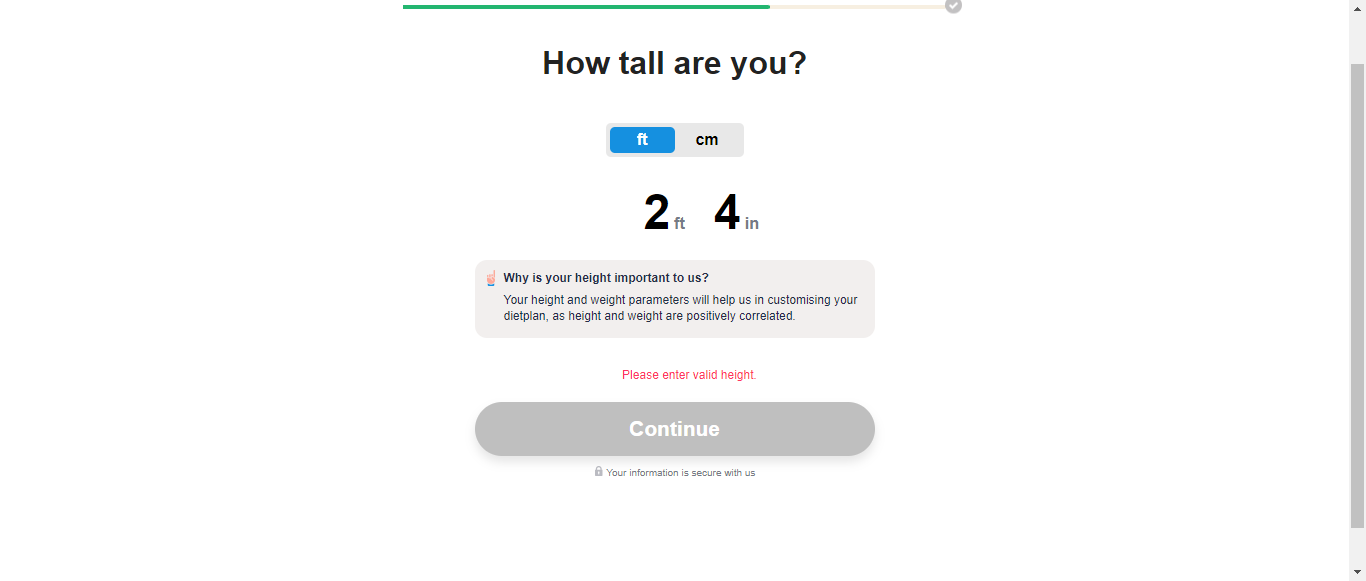 How tall are you?
ft cm
2 ft 4 in
Why is your height important to us?
Your height and weight parameters will help us in customising your
dietplan, as height and weight are positively correlated.
Please enter valid height.
Continue
Your information is secure with us